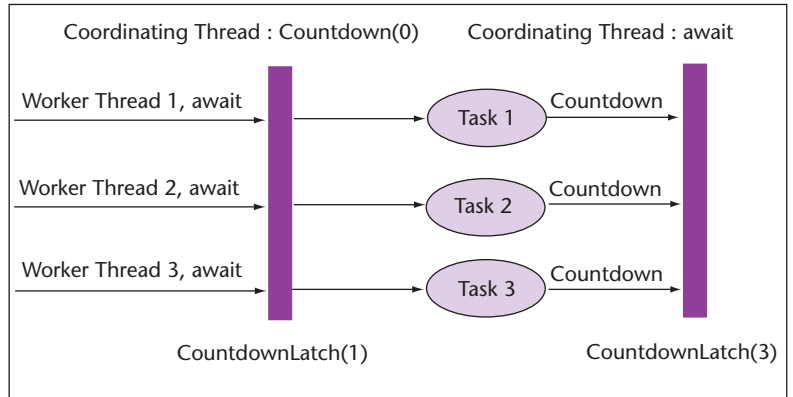 Coordinating Thread : Countdown(0)
Coordinating Thread : await
Worker Thread 1, await
Task 1
Countdown
Worker Thread 2, await
Task 2
Countdown
Worker Thread 3, await
Task 3
Countdown
CountdownLatch(1)
CountdownLatch(3)